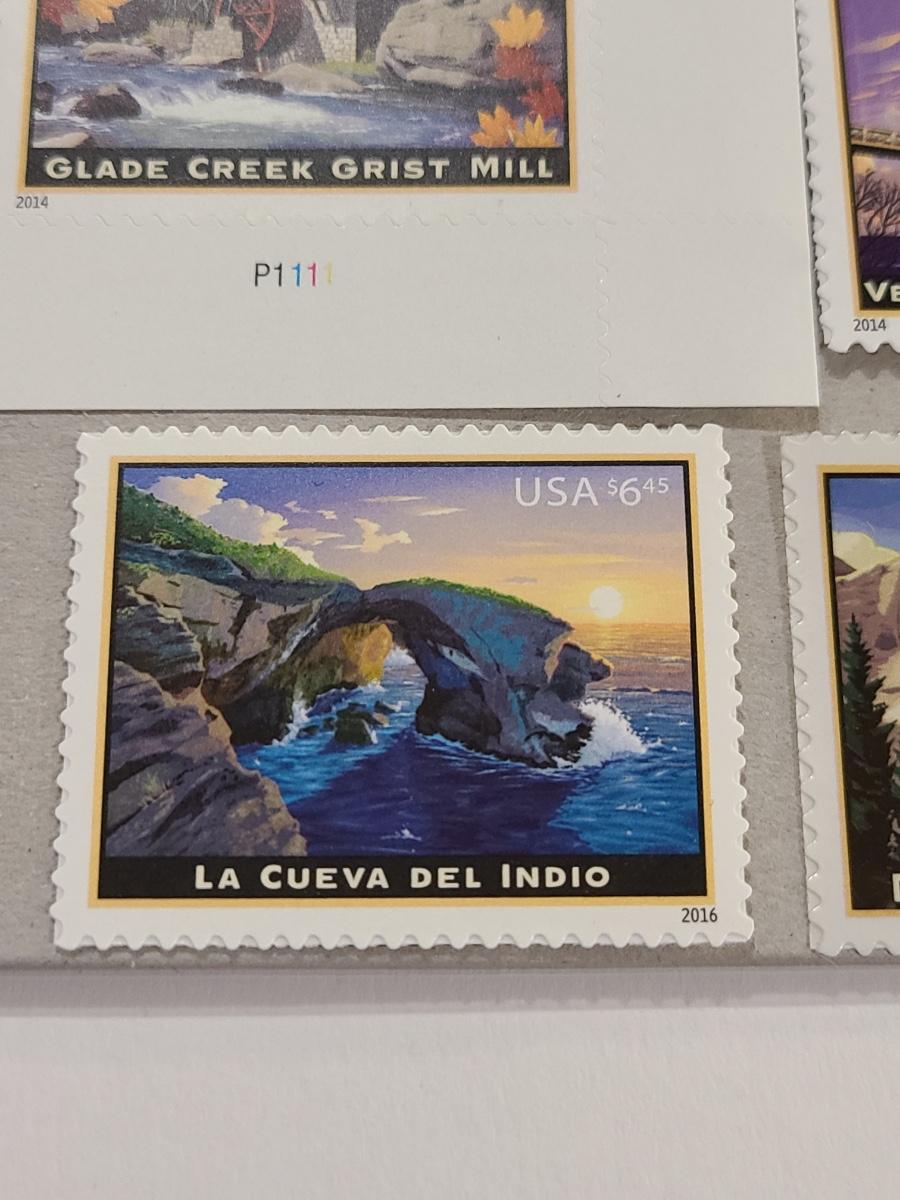 GLADE CREEK GRIST MILL
2014
P1111
2014
USA $6.45
LA CUEVA DEL INDIO
2016